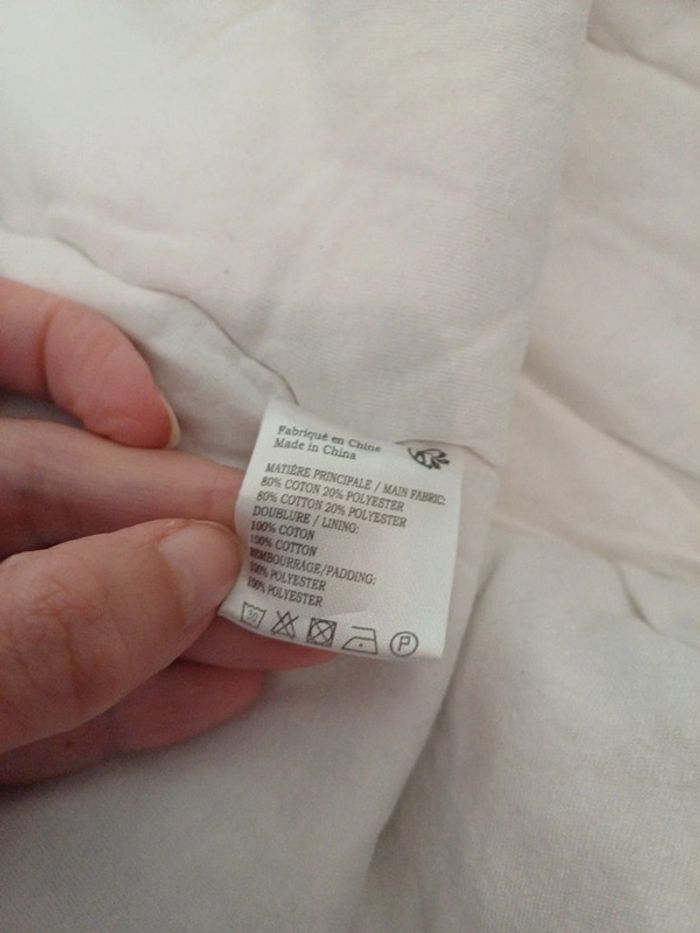 Fabriqué en Chine
Made in China
MATIÈRE PRINCIPALE / MAIN FABRIC:
80% COTON 20% POLYESTER
80% COTTON 20% POLYESTER
DOUBLURE / LINING:
100% COTON
100% COTTON
REMBOURRAGE/PADDING:
100% POLYESTER
100% POLYESTER
30 P